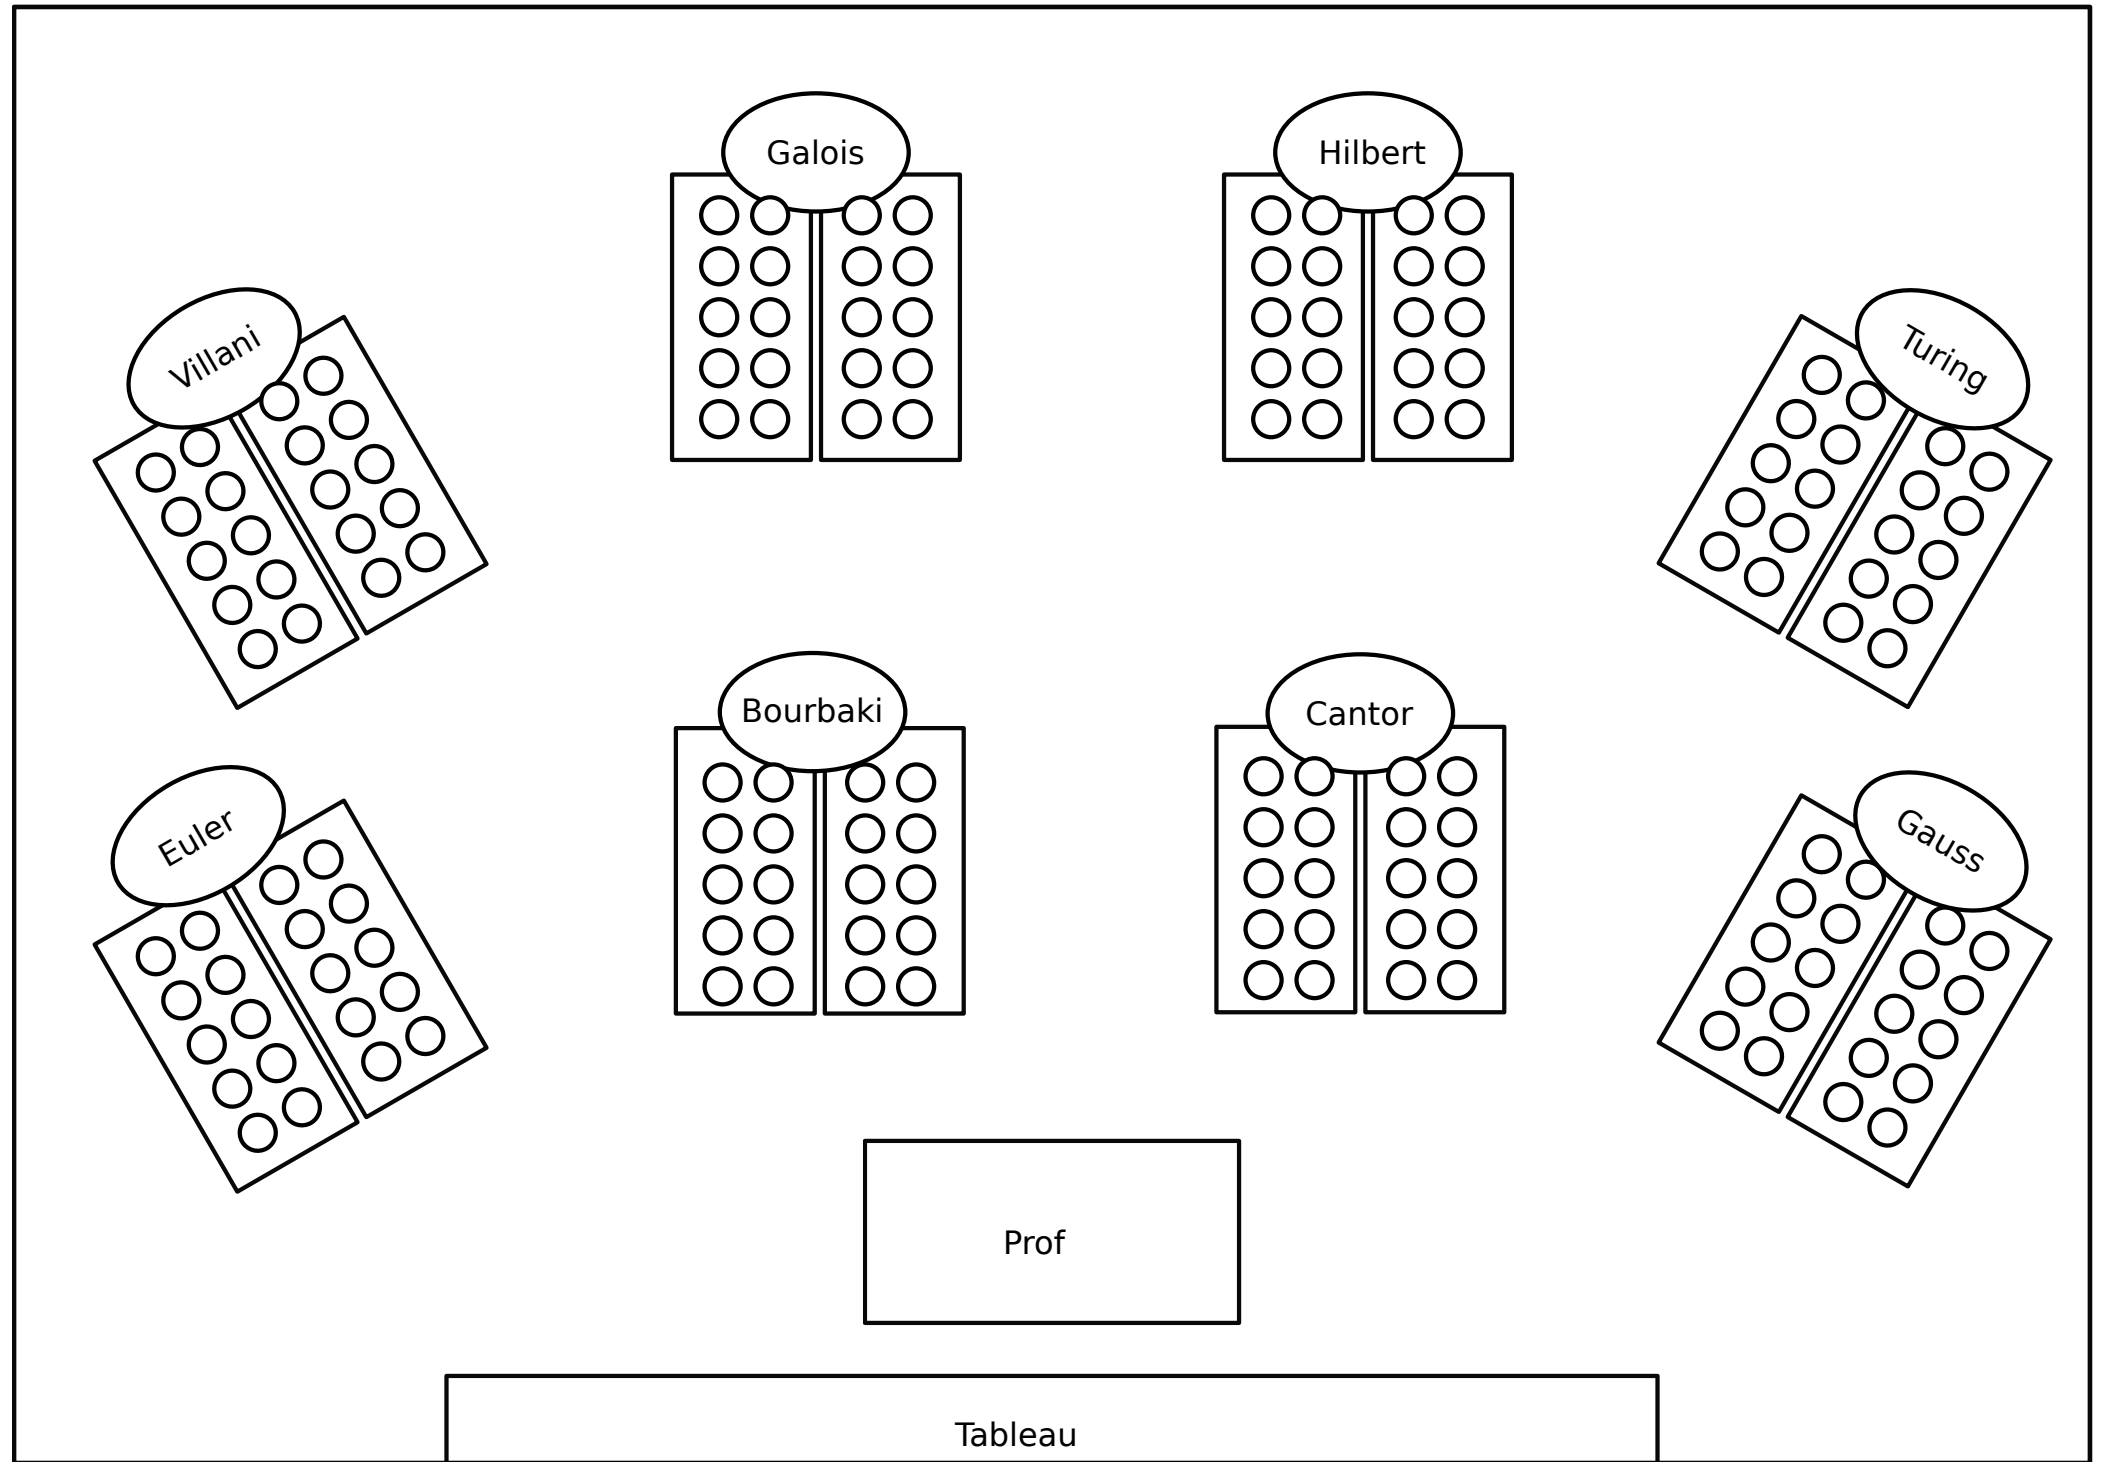 Galois
Hilbert
Villani
Turing
Bourbaki
Cantor
Euler
Gauss
Prof
Tableau